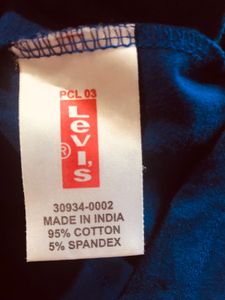 PCL 03
Levi's
®
30934-0002
MADE IN INDIA
95% COTTON
5% SPANDEX